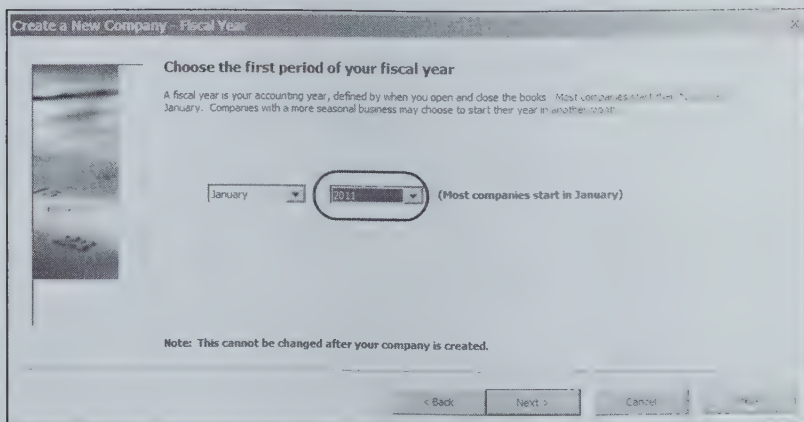 Create a New Company - Fiscal Year
Choose the first period of your fiscal year
A fiscal year is your accounting year, defined by when you open and close the books Most companies start their
January. Companies with a more seasonal business may choose to start their year in another
January 2011 (Most companies start in January)
Note: This cannot be changed after your company is created.
< Back Next > Cancel